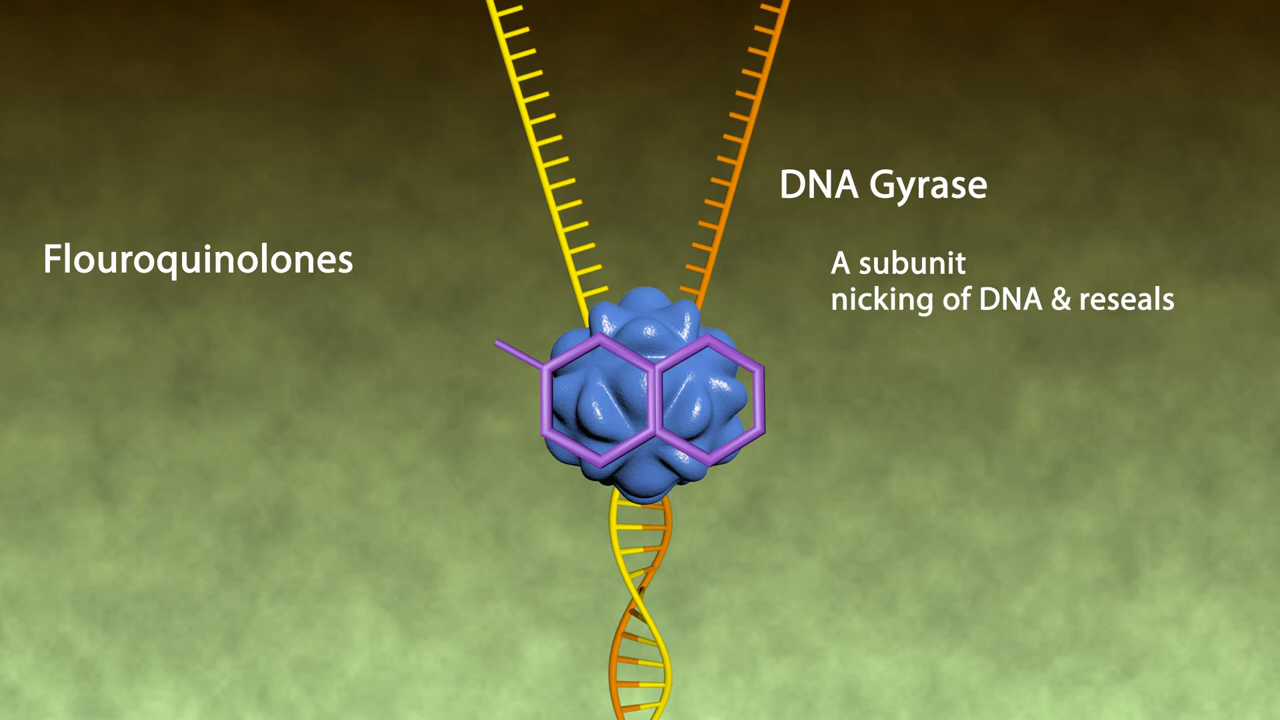 Flouroquinolones
DNA Gyrase
A subunit
nicking of DNA & reseals